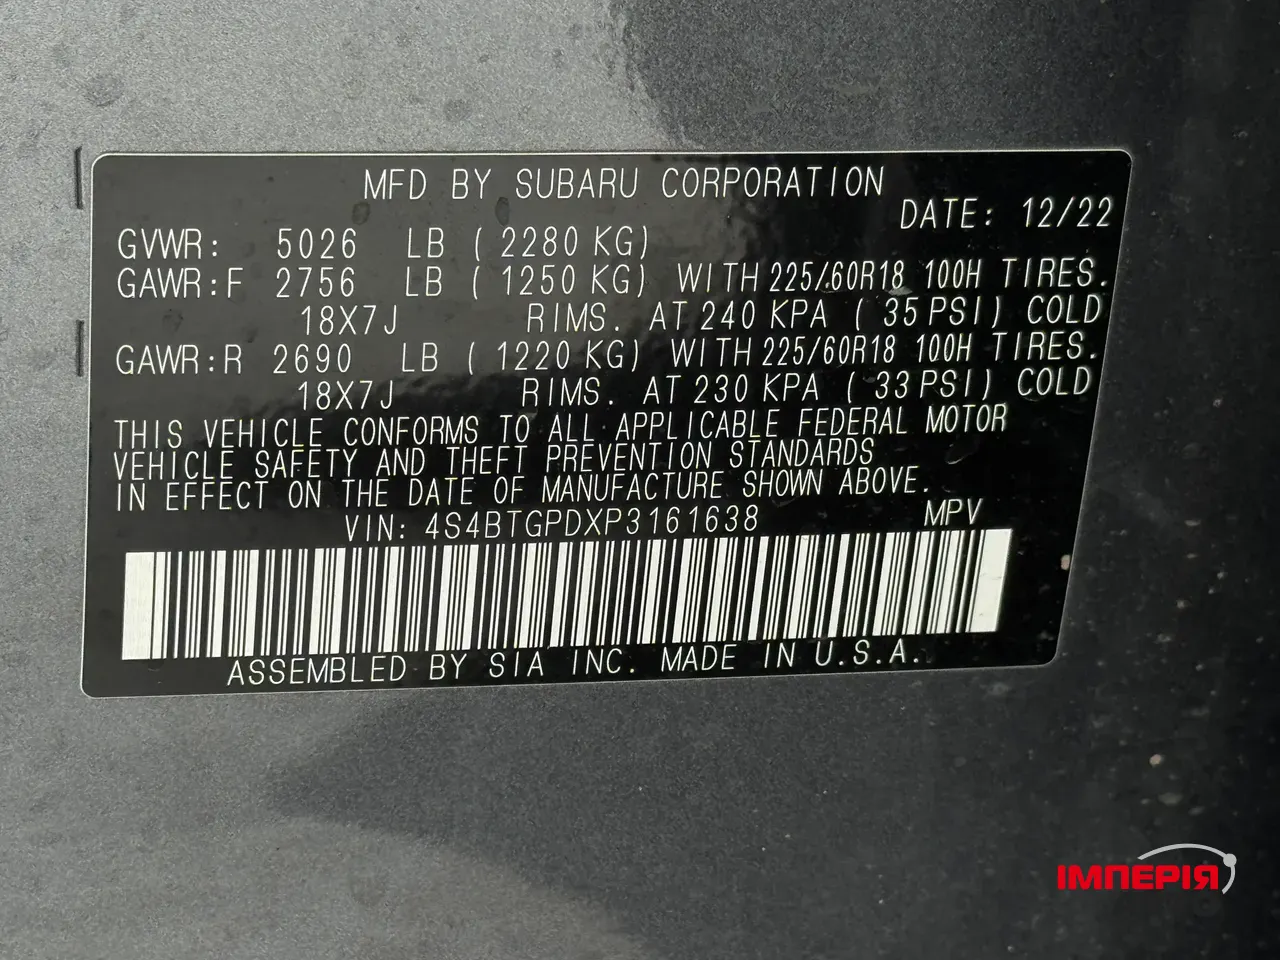 MFD BY SUBARU CORPORATION
DATE: 12/22
GVWR: 5026 LB ( 2280 KG)
GAWR:F 2756 LB ( 1250 KG) WITH 225/60R18 100H TIRES.
18X7J RIMS. AT 240 KPA ( 35 PSI) COLD
GAWR:R 2690 LB ( 1220 KG) WITH 225/60R18 100H TIRES.
18X7J RIMS. AT 230 KPA ( 33 PSI) COLD
THIS VEHICLE CONFORMS TO ALL APPLICABLE FEDERAL MOTOR
VEHICLE SAFETY AND THEFT PREVENTION STANDARDS
IN EFFECT ON THE DATE OF MANUFACTURE SHOWN ABOVE.
VIN: 4S4BTGPDXP3161638 MPV
ASSEMBLED BY SIA INC. MADE IN U.S.A.
ІМПЕРІЯ